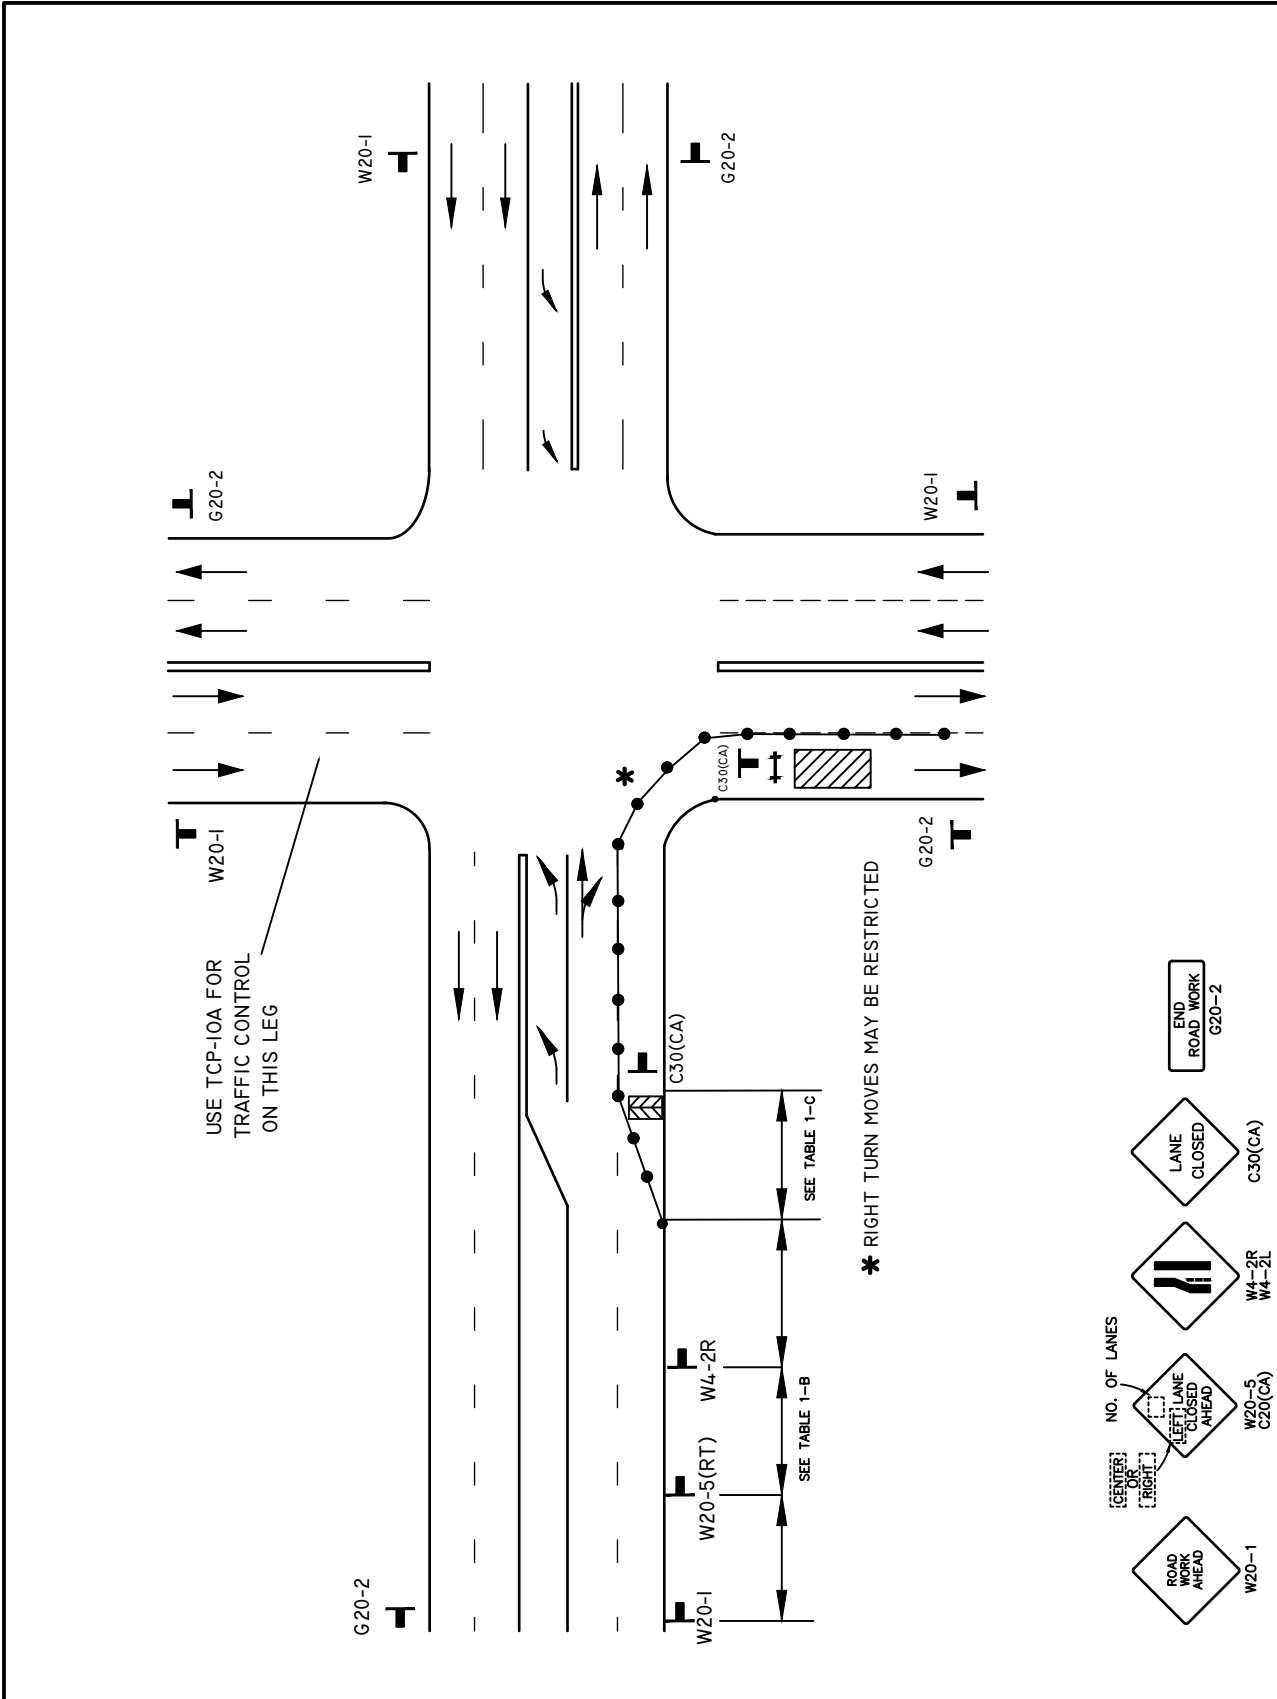 W20-1
G20-2
G20-2
W20-1
W20-1
USE TCP-10A FOR
TRAFFIC CONTROL
ON THIS LEG
C30(CA)
G20-2
C30(CA)
* RIGHT TURN MOVES MAY BE RESTRICTED
SEE TABLE 1-C
SEE TABLE 1-B
W4-2R
W20-5(RT)
W20-1
G20-2
ROAD
WORK
AHEAD
W20-1
CENTER
OR
RIGHT
NO. OF LANES
LEFT LANE
CLOSED
AHEAD
W20-5
C20(CA)
W4-2R
W4-2L
LANE
CLOSED
C30(CA)
END
ROAD WORK
G20-2